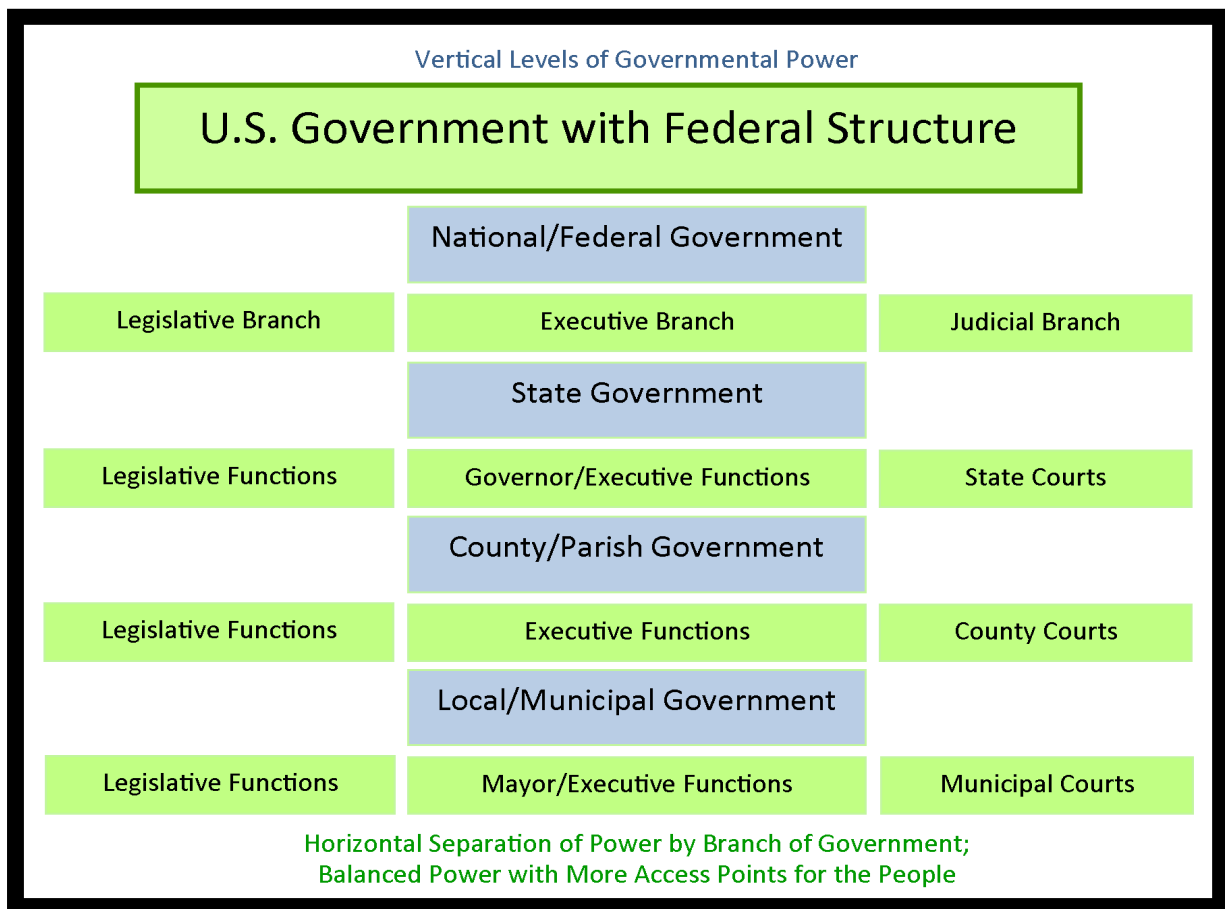 Vertical Levels of Governmental Power
U.S. Government with Federal Structure
National/Federal Government
Legislative Branch
Executive Branch
Judicial Branch
State Government
Legislative Functions
Governor/Executive Functions
State Courts
County/Parish Government
Legislative Functions
Executive Functions
County Courts
Local/Municipal Government
Legislative Functions
Mayor/Executive Functions
Municipal Courts
Horizontal Separation of Power by Branch of Government;
Balanced Power with More Access Points for the People